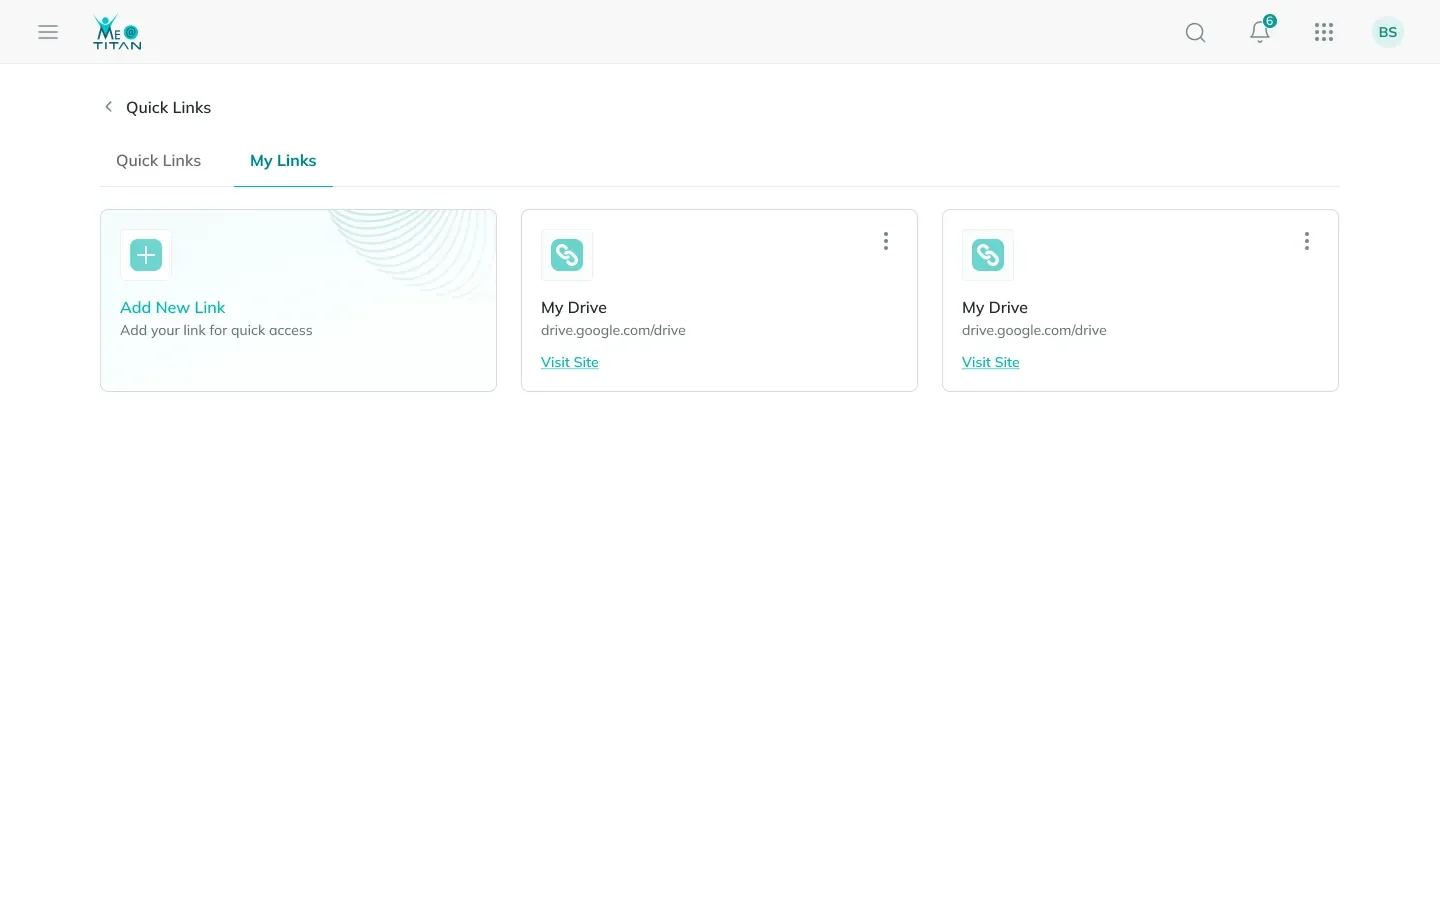 ME @
TITAN
6
BS
Quick Links
Quick Links
My Links
Add New Link
Add your link for quick access
My Drive
drive.google.com/drive
Visit Site
My Drive
drive.google.com/drive
Visit Site